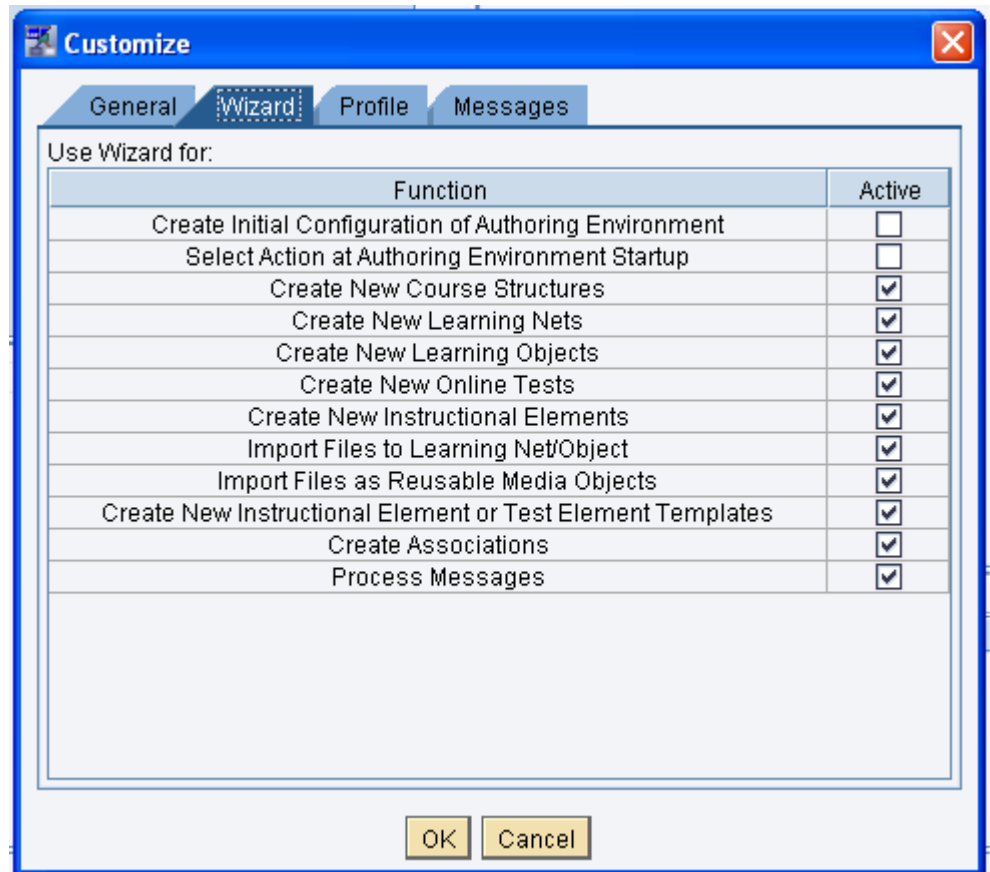 Customize
General Wizard Profile Messages
Use Wizard for:
Function Active
Create Initial Configuration of Authoring Environment
Select Action at Authoring Environment Startup
Create New Course Structures
Create New Learning Nets
Create New Learning Objects
Create New Online Tests
Create New Instructional Elements
Import Files to Learning Net/Object
Import Files as Reusable Media Objects
Create New Instructional Element or Test Element Templates
Create Associations
Process Messages
OK Cancel